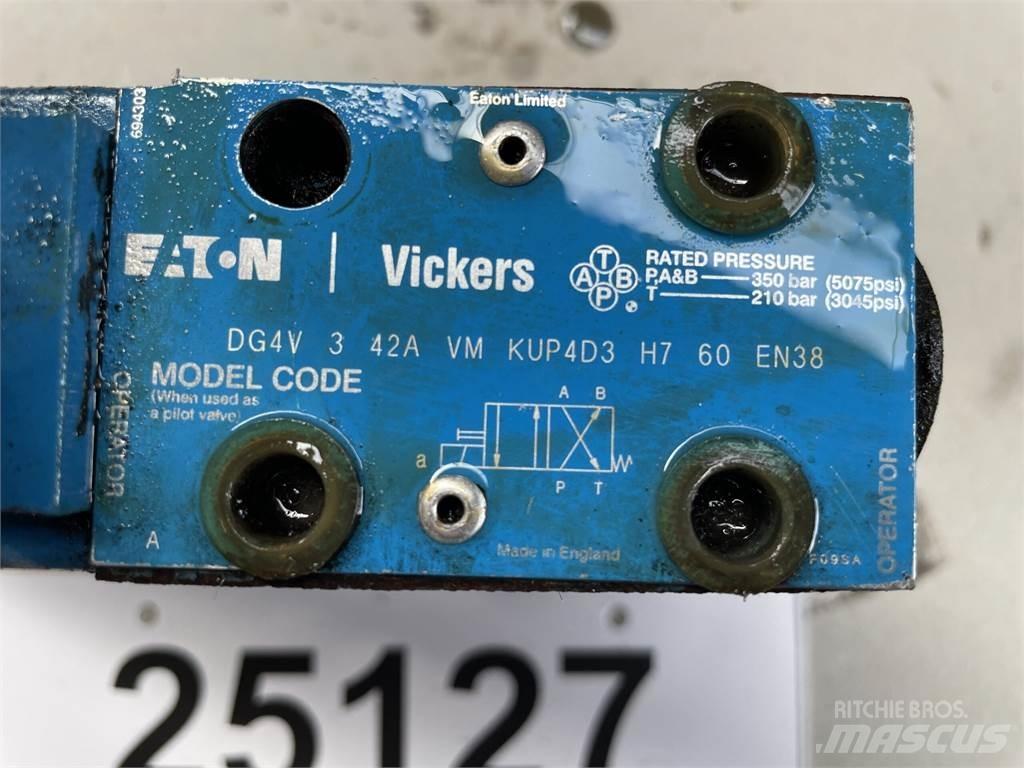 694303
Eaton Limited
EATON | Vickers
T
A B
P
RATED PRESSURE
P,A&B 350 bar (5075psi)
T 210 bar (3045psi)
DG4V 3 42A VM KUP4D3 H7 60 EN38
MODEL CODE
(When used as
a pilot valve)
OPERATOR
A B
a
P T
OPERATOR
A
Made in England
F09SA
25127
RITCHIE BROS.
MASCUS